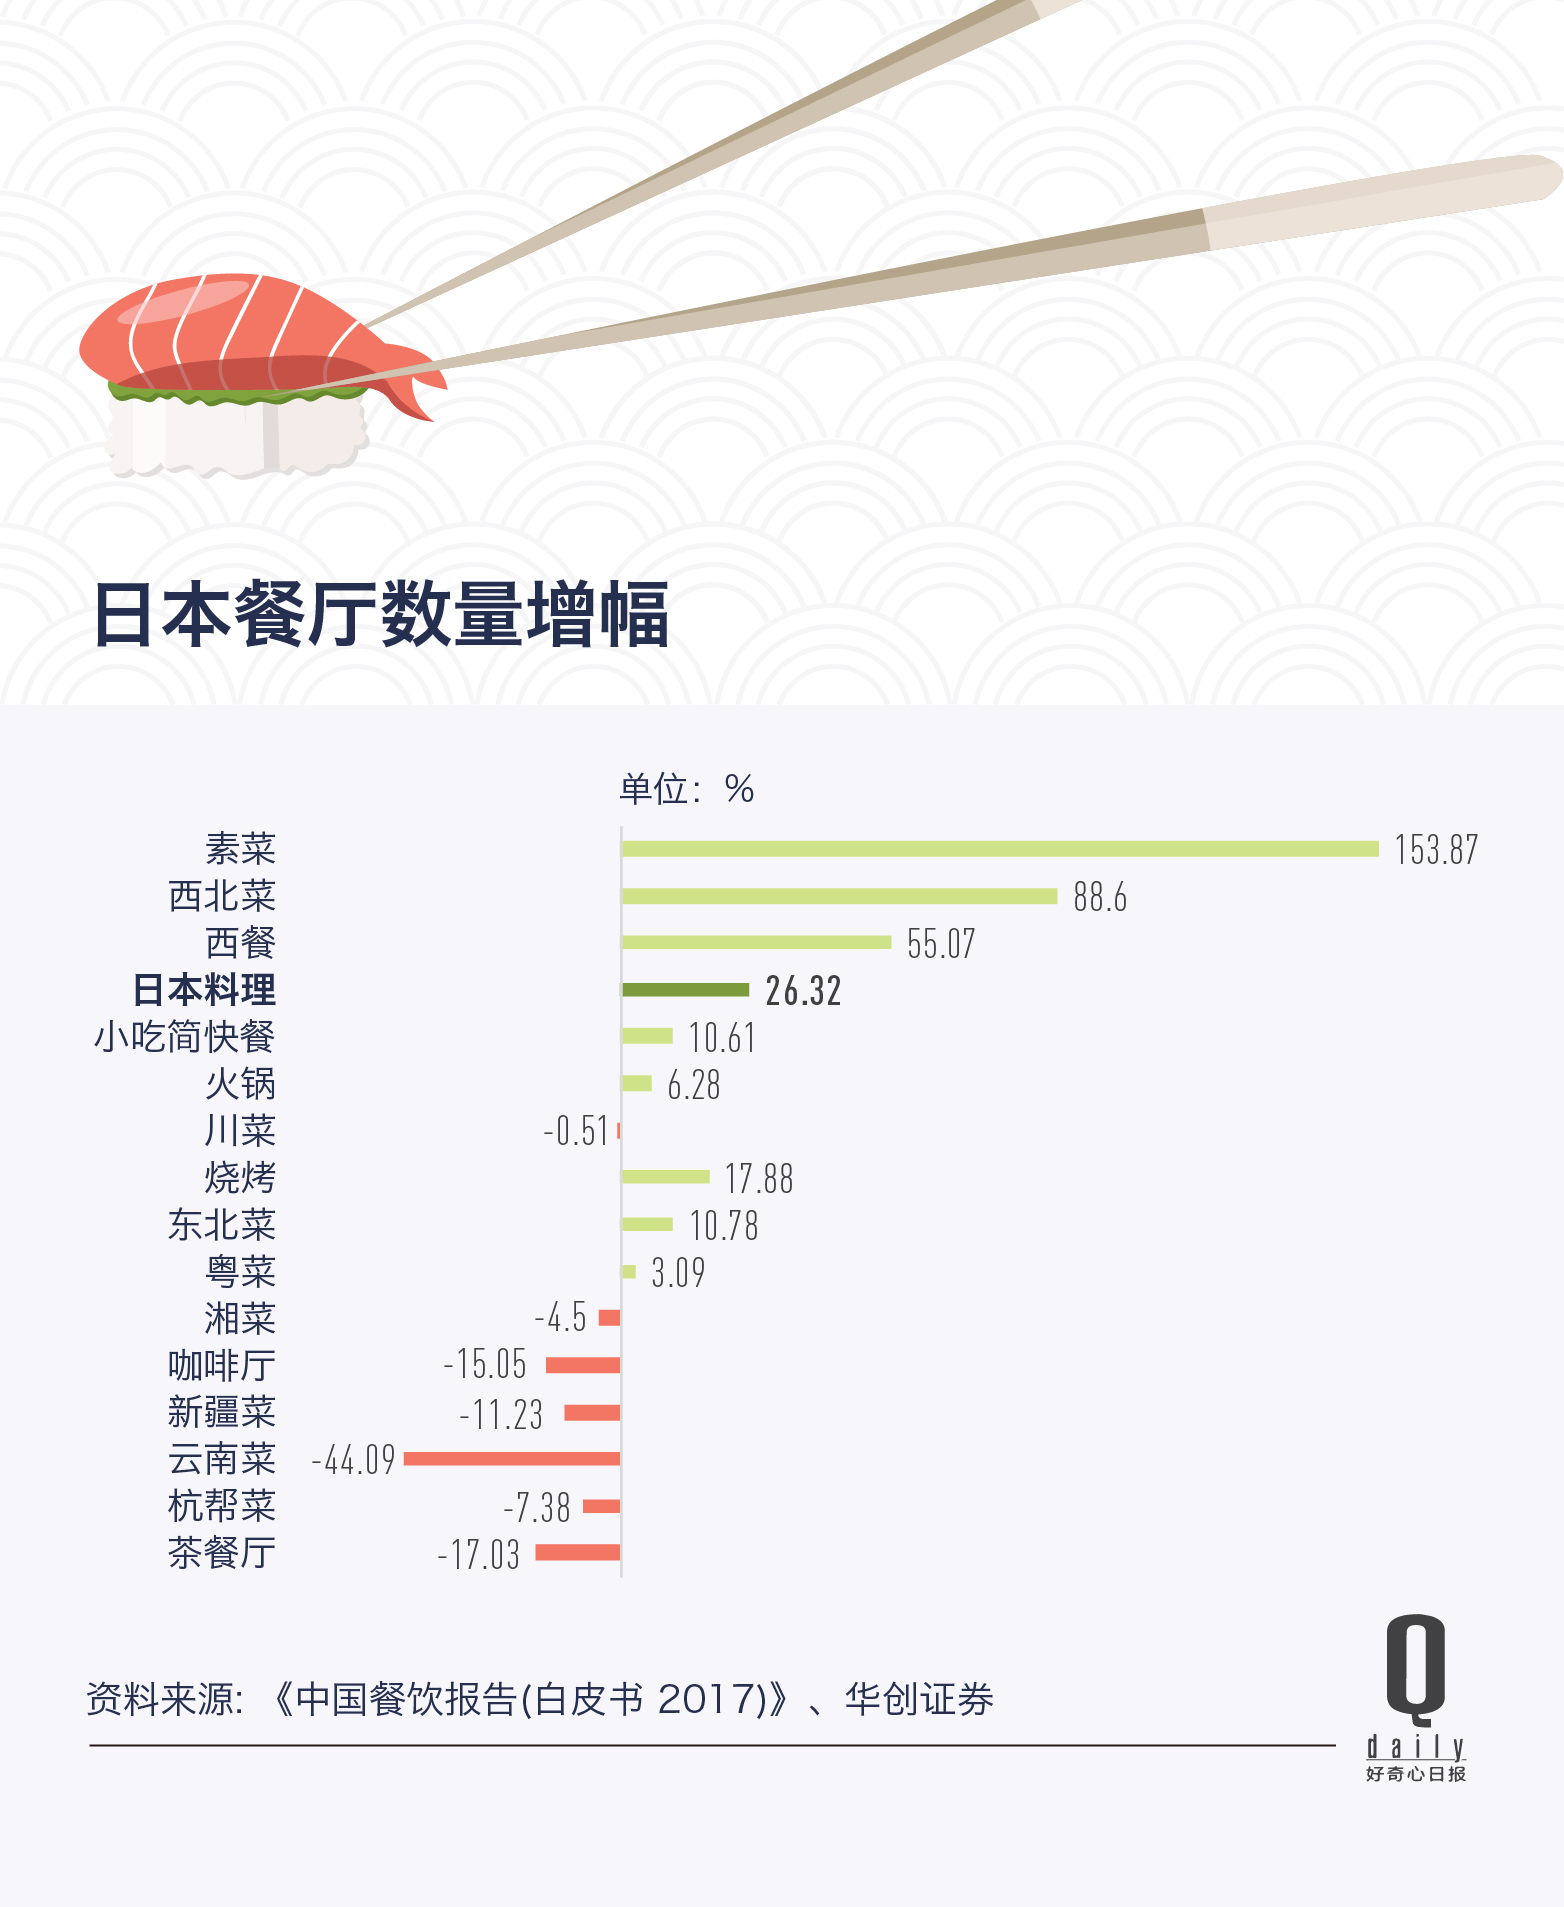 日本餐厅数量增幅
单位：%
素菜 153.87
西北菜 88.6
西餐 55.07
日本料理 26.32
小吃简快餐 10.61
火锅 6.28
川菜 -0.51
烧烤 17.88
东北菜 10.78
粤菜 3.09
湘菜 -4.5
咖啡厅 -15.05
新疆菜 -11.23
云南菜 -44.09
杭帮菜 -7.38
茶餐厅 -17.03
资料来源: 《中国餐饮报告(白皮书 2017)》、华创证券
Q
daily
好奇心日报